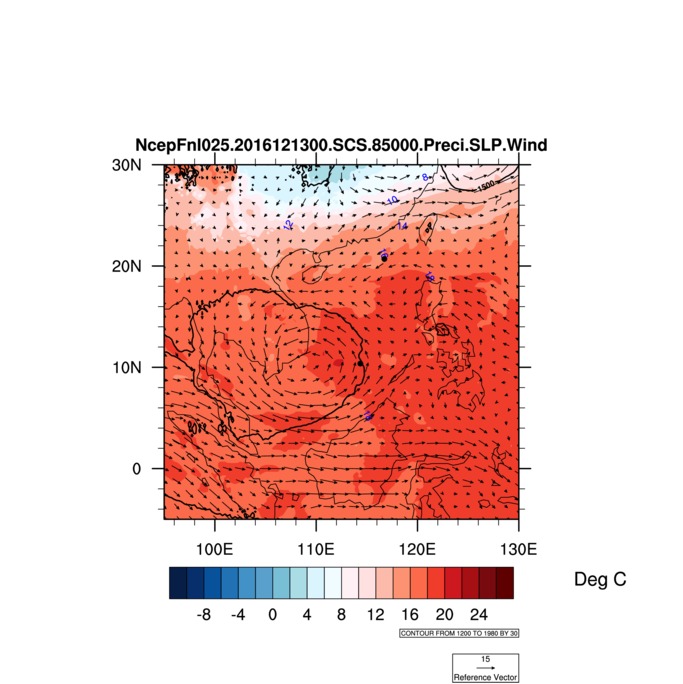 NcepFnl025.2016121300.SCS.85000.Preci.SLP.Wind
30N
8
1500
10
12
14
20N
10N
0
100E
110E
120E
130E
-8
-4
0
4
8
12
16
20
24
Deg C
CONTOUR FROM 1200 TO 1980 BY 30
15
Reference Vector